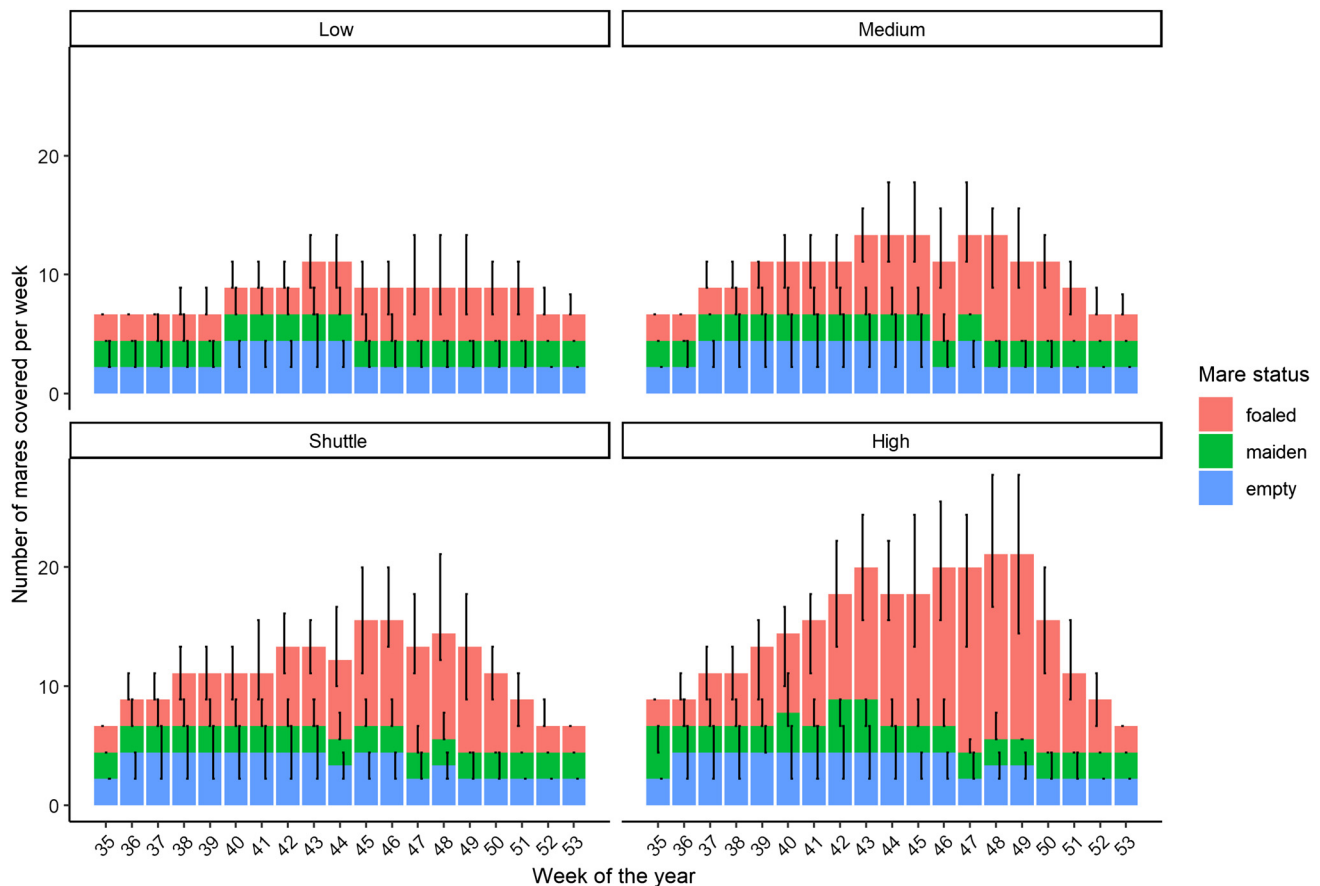 Low
Medium
20
10
0
Shuttle
High
20
10
0
35 36 37 38 39 40 41 42 43 44 45 46 47 48 49 50 51 52 53
35 36 37 38 39 40 41 42 43 44 45 46 47 48 49 50 51 52 53
Week of the year
Number of mares covered per week
Mare status
foaled
maiden
empty